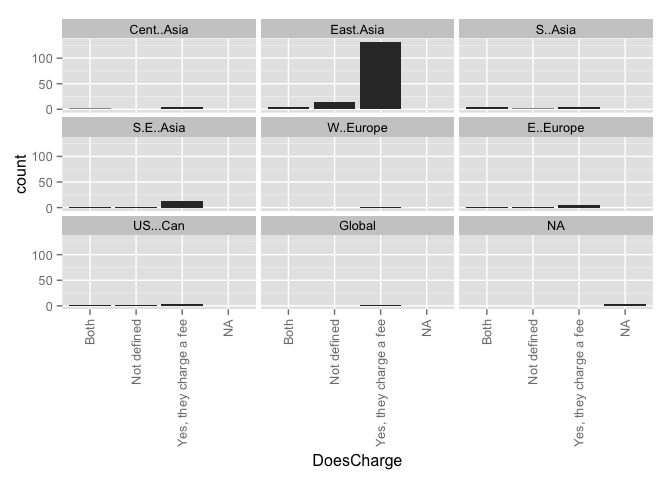 Cent..Asia East.Asia S..Asia
100
50
0
S.E..Asia W..Europe E..Europe
100
50
0
US...Can Global NA
100
50
0
count
Both Not defined Yes, they charge a fee NA Both Not defined Yes, they charge a fee NA Both Not defined Yes, they charge a fee NA
DoesCharge